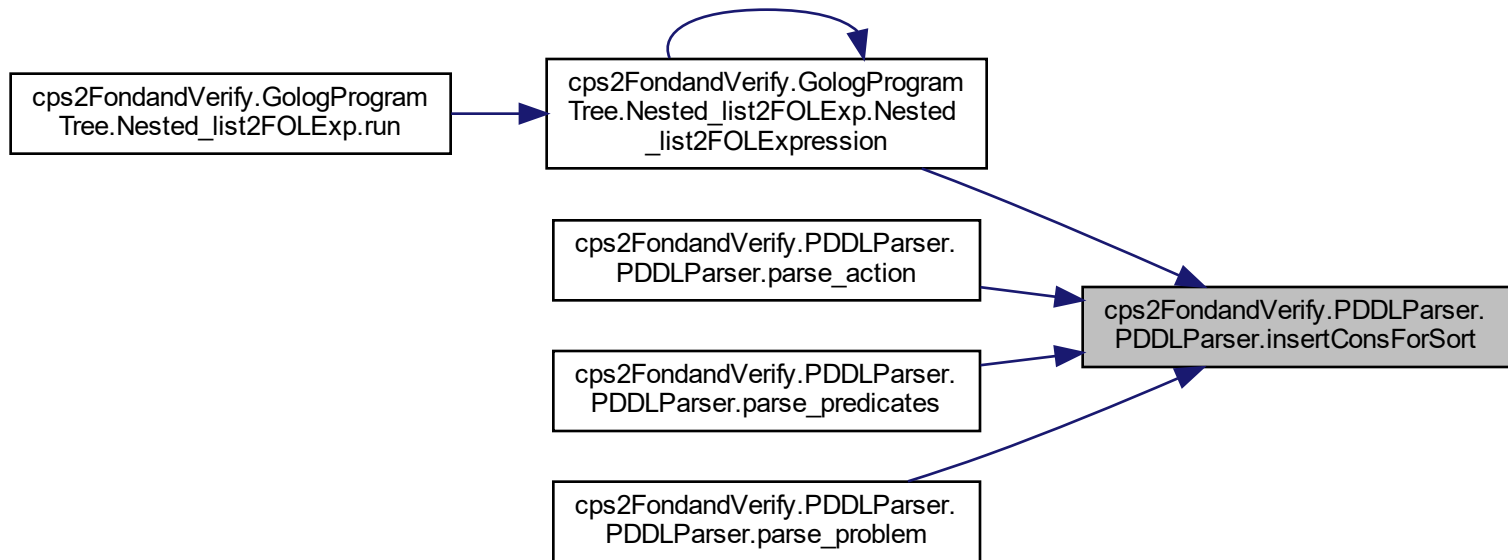 cps2FondandVerify.GologProgram
Tree.Nested_list2FOLExp.run
cps2FondandVerify.GologProgram
Tree.Nested_list2FOLExp.Nested
_list2FOLExpression
cps2FondandVerify.PDDLParser.
PDDLParser.parse_action
cps2FondandVerify.PDDLParser.
PDDLParser.parse_predicates
cps2FondandVerify.PDDLParser.
PDDLParser.parse_problem
cps2FondandVerify.PDDLParser.
PDDLParser.insertConsForSort